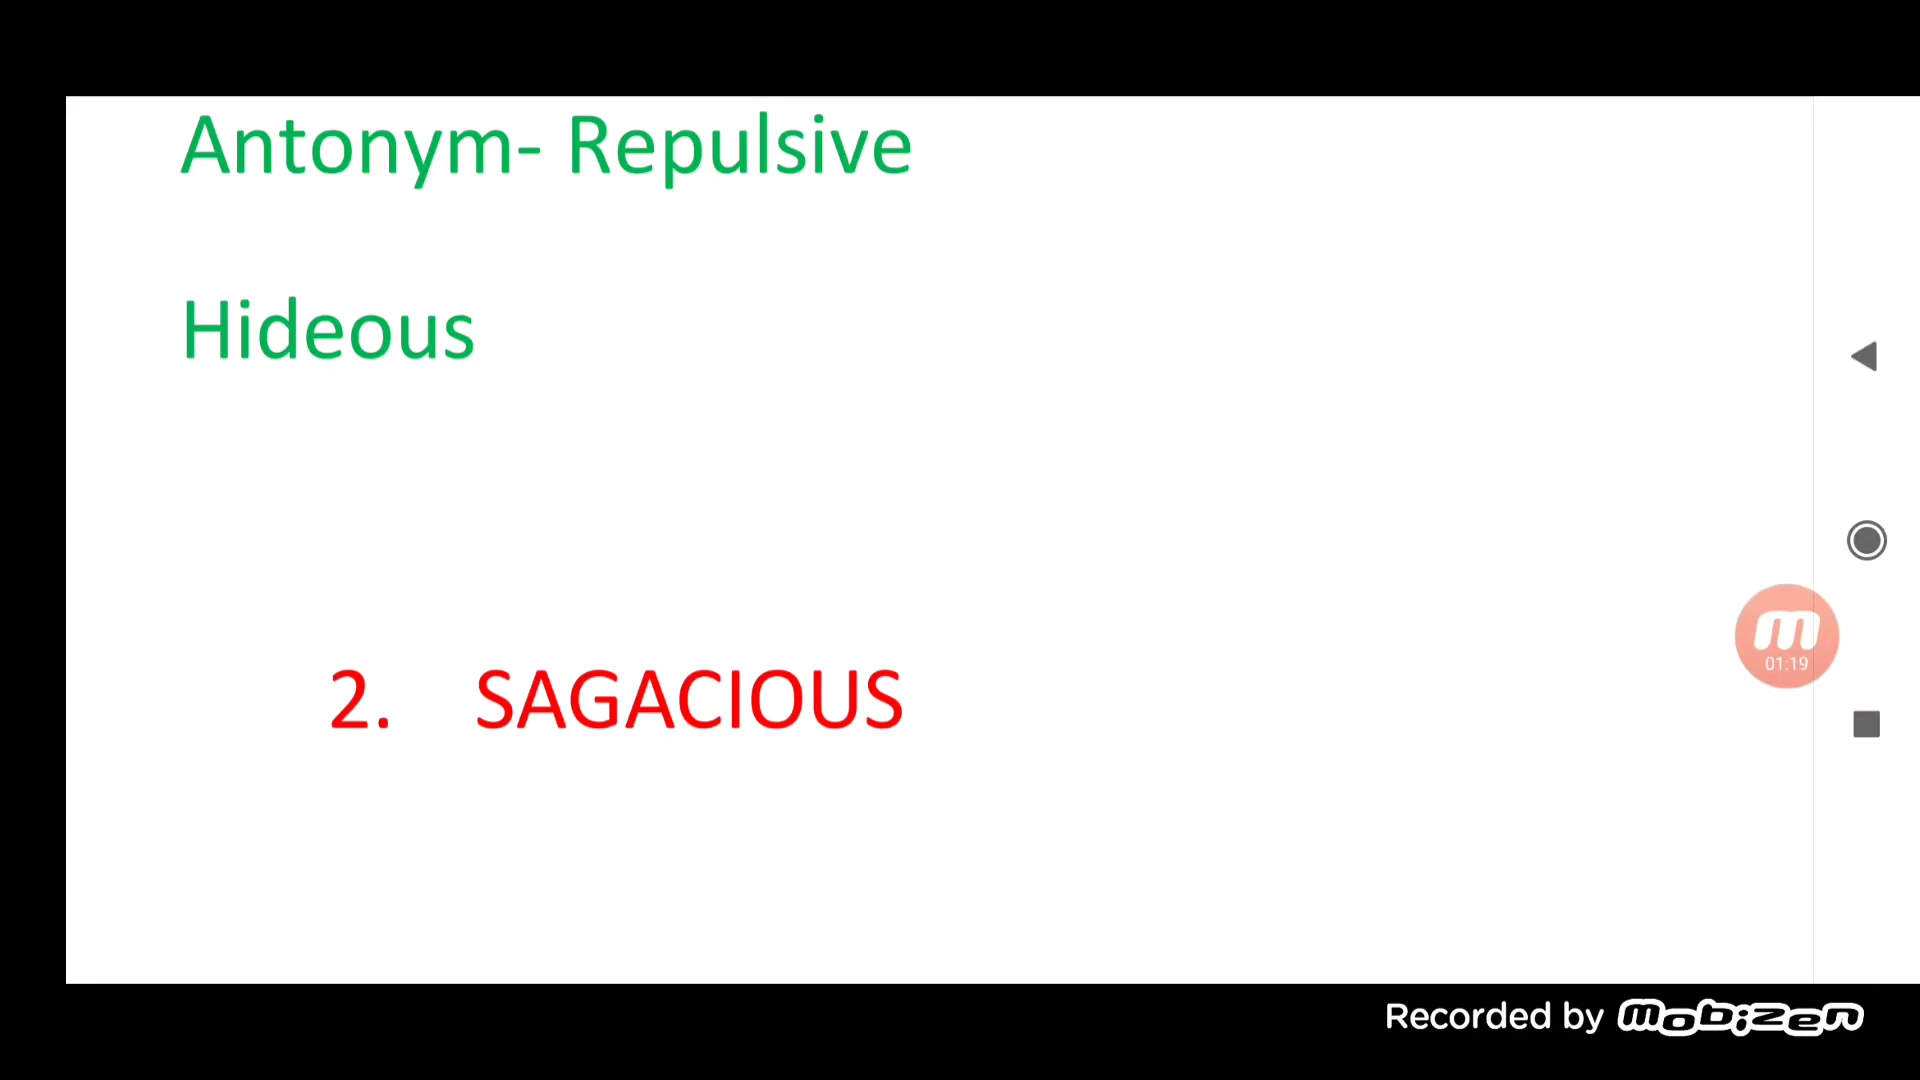 Antonym- Repulsive
Hideous
2. SAGACIOUS
m
01:19
Recorded by mobizen